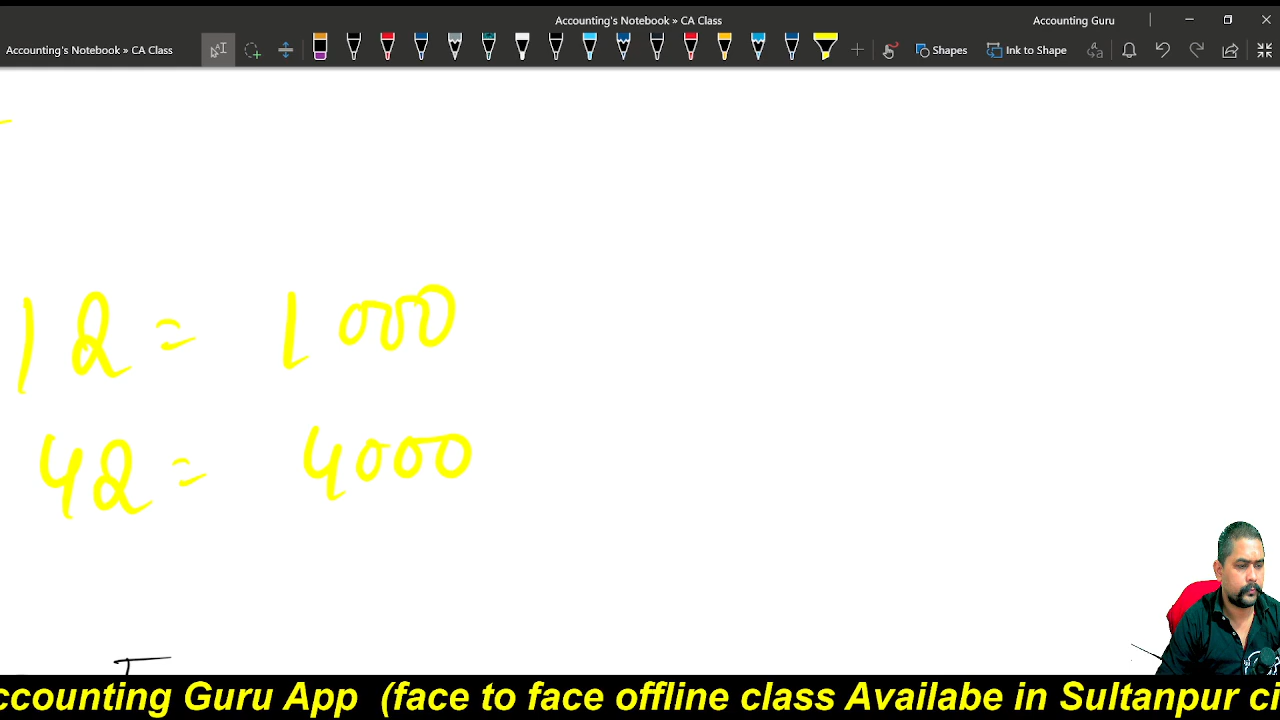 Accounting's Notebook » CA Class
Accounting Guru
Accounting's Notebook » CA Class
Shapes
Ink to Shape
1Q = 1000
4Q = 4000
ccounting Guru App (face to face offline class Availabe in Sultanpur ci